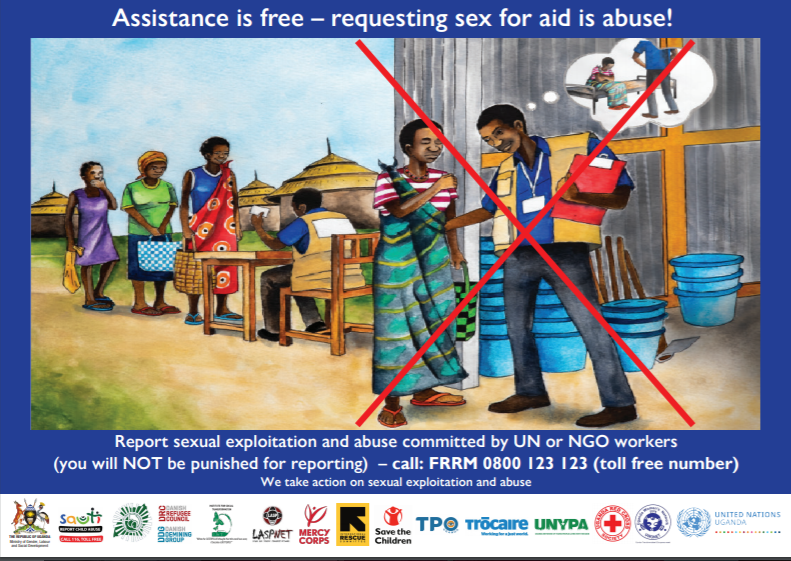 Assistance is free – requesting sex for aid is abuse!
Report sexual exploitation and abuse committed by UN or NGO workers
(you will NOT be punished for reporting) – call: FRRM 0800 123 123 (toll free number)
We take action on sexual exploitation and abuse
THE REPUBLIC OF UGANDA
Ministry of Gender, Labour
and Social Development
sauti
REPORT CHILD ABUSE
CALL 116, TOLL FREE
DRC DANISH
REFUGEE
COUNCIL
DDG DANISH
DEMINING
GROUP
LASPNET
MERCY
CORPS
RESCUE
Save the
Children
TPO
Trócaire
Working for a just world.
UNYPA
UGANDA RED CROSS
SOCIETY
UNITED NATIONS
UGANDA